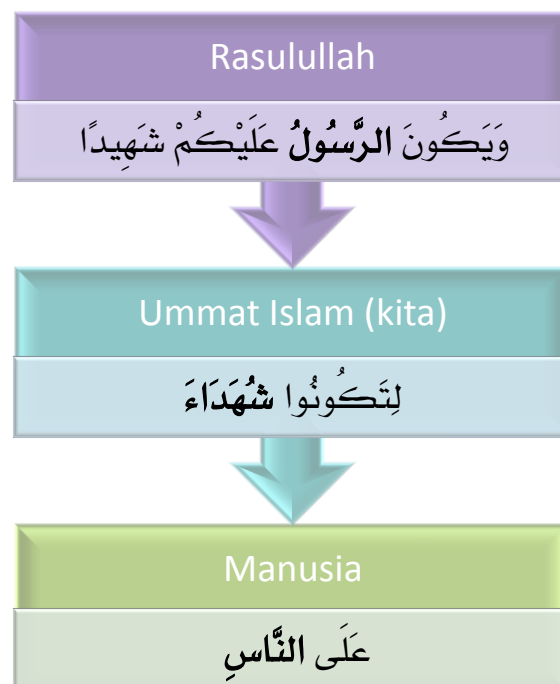 Rasulullah
وَيَكُونَ الرَّسُولُ عَلَيْكُمْ شَهِيدًا
Ummat Islam (kita)
لِتَكُونُوا شُهَدَاءَ
Manusia
عَلَى النَّاسِ